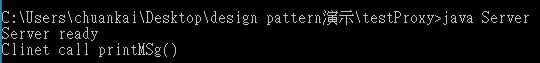 C:\Users\chuankai\Desktop\design pattern演示\testProxy>java Server
Server ready
Clinet call printMSg()